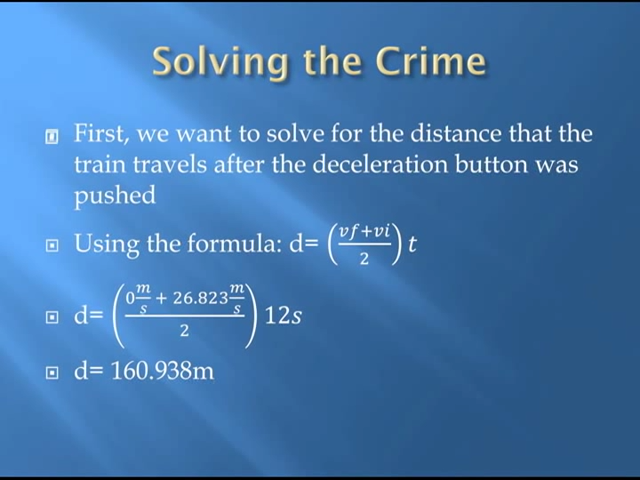 Solving the Crime
First, we want to solve for the distance that the
train travels after the deceleration button was
pushed
Using the formula: d= (vf+vi/2) t
d= (0 m/s + 26.823 m/s / 2) 12s
d= 160.938m